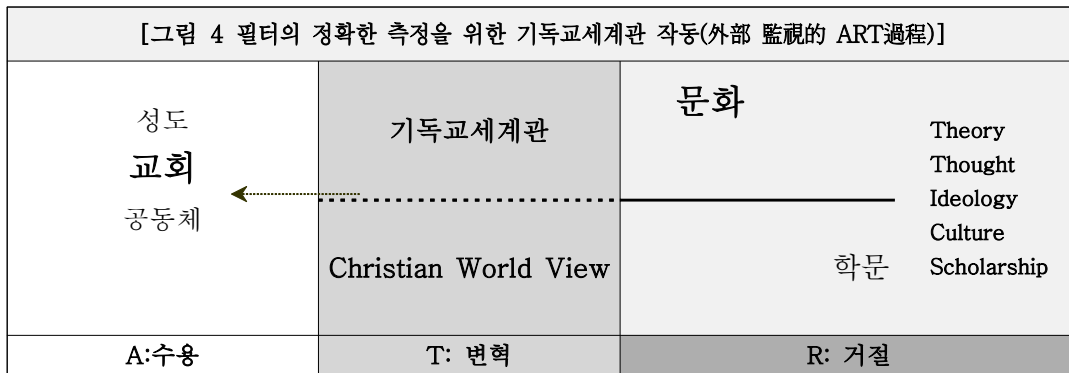 [그림 4 필터의 정확한 측정을 위한 기독교세계관 작동(外部 監視的 ART過程)]
성도
교회
공동체
기독교세계관
Christian World View
문화
학문
Theory
Thought
Ideology
Culture
Scholarship
A:수용
T: 변혁
R: 거절